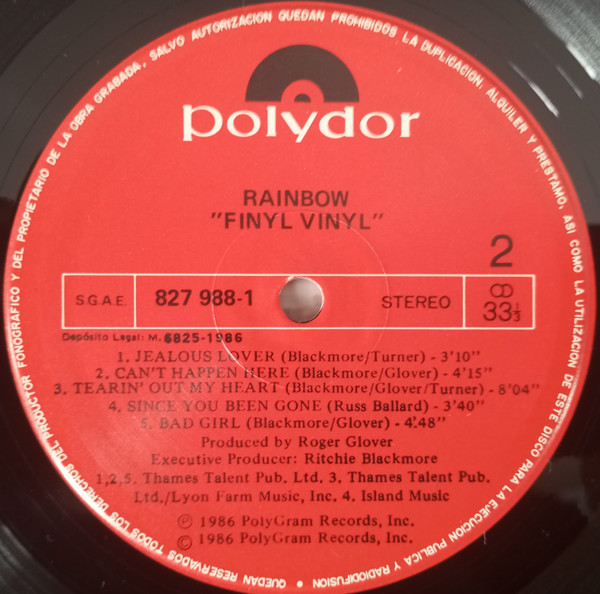 QUEDAN RESERVADOS TODOS LOS DERECHOS DEL PRODUCTOR FONOGRAFICO Y DEL PROPIETARIO DE LA OBRA GRABADA, SALVO AUTORIZACION QUEDAN PROHIBIDOS LA DUPLICACION, ALQUILER Y PRESTAMO, ASI COMO LA UTILIZACION DE ESTE DISCO PARA LA EJECUCION PUBLICA Y RADIODIFUSION
polydor
RAINBOW
"FINYL VINYL"
2
S.G.A.E. 827 988-1 STEREO 33⅓
Depósito Legal: M. 6825-1986
1. JEALOUS LOVER (Blackmore/Turner) - 3'10"
2. CAN'T HAPPEN HERE (Blackmore/Glover) - 4'15"
3. TEARIN' OUT MY HEART (Blackmore/Glover/Turner) - 8'04"
4. SINCE YOU BEEN GONE (Russ Ballard) - 3'40"
5. BAD GIRL (Blackmore/Glover) - 4'.48"
Produced by Roger Glover
Executive Producer: Ritchie Blackmore
1,2,5. Thames Talent Pub. Ltd. 3. Thames Talent Pub.
Ltd./Lyon Farm Music, Inc. 4. Island Music
℗ 1986 PolyGram Records, Inc.
© 1986 PolyGram Records, Inc.